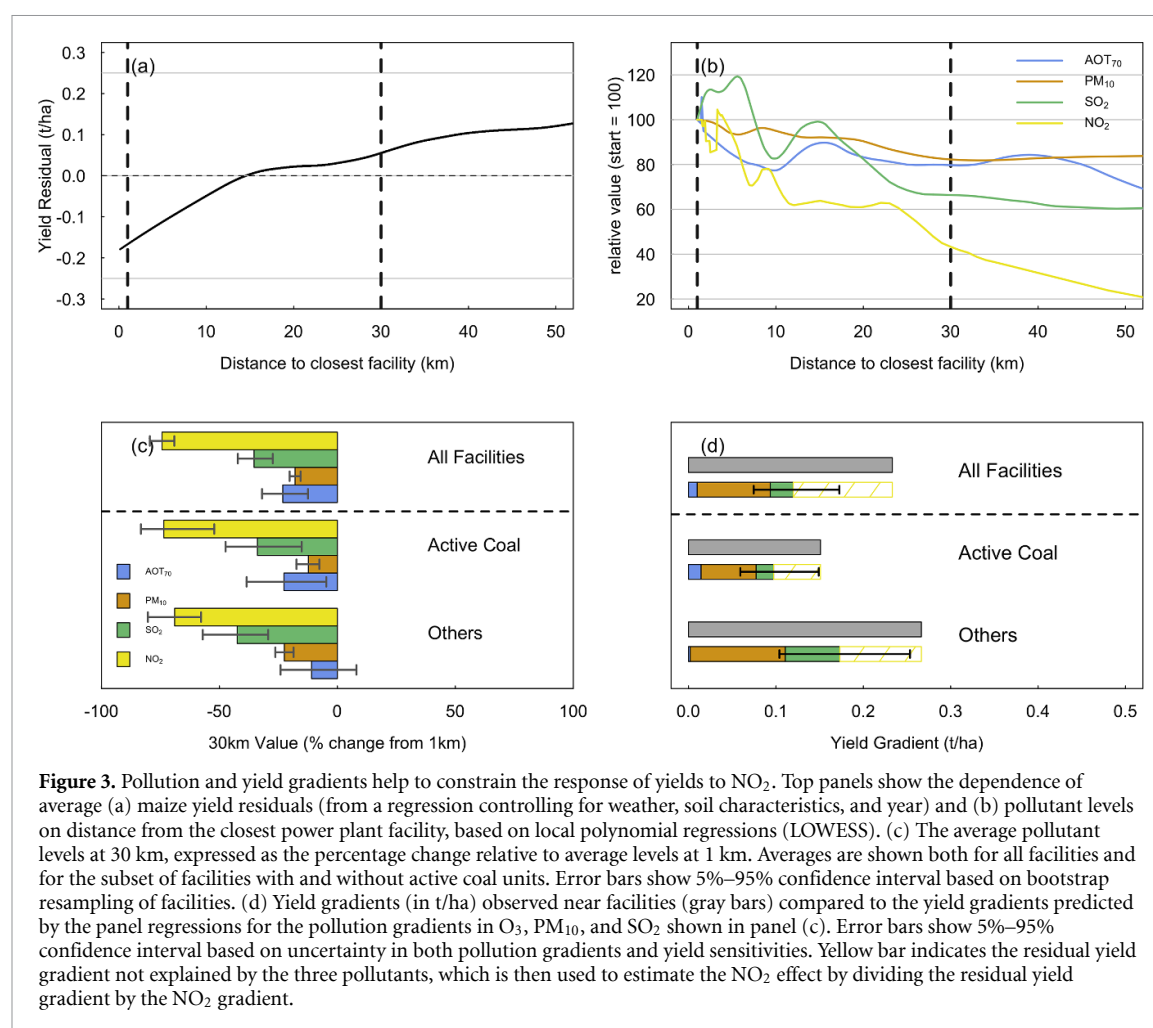 (a)
0.3
0.2
0.1
0.0
-0.1
-0.2
-0.3
Yield Residual (t/ha)
0
10
20
30
40
50
Distance to closest facility (km)
(b)
AOT₇₀
PM₁₀
SO₂
NO₂
120
100
80
60
40
20
relative value (start = 100)
0
10
20
30
40
50
Distance to closest facility (km)
(c)
All Facilities
Active Coal
Others
AOT₇₀
PM₁₀
SO₂
NO₂
-100
-50
0
50
100
30km Value (% change from 1km)
(d)
All Facilities
Active Coal
Others
0.0
0.1
0.2
0.3
0.4
0.5
Yield Gradient (t/ha)
Figure 3. Pollution and yield gradients help to constrain the response of yields to NO₂. Top panels show the dependence of
average (a) maize yield residuals (from a regression controlling for weather, soil characteristics, and year) and (b) pollutant levels
on distance from the closest power plant facility, based on local polynomial regressions (LOWESS). (c) The average pollutant
levels at 30 km, expressed as the percentage change relative to average levels at 1 km. Averages are shown both for all facilities and
for the subset of facilities with and without active coal units. Error bars show 5%–95% confidence interval based on bootstrap
resampling of facilities. (d) Yield gradients (in t/ha) observed near facilities (gray bars) compared to the yield gradients predicted
by the panel regressions for the pollution gradients in O₃, PM₁₀, and SO₂ shown in panel (c). Error bars show 5%–95%
confidence interval based on uncertainty in both pollution gradients and yield sensitivities. Yellow bar indicates the residual yield
gradient not explained by the three pollutants, which is then used to estimate the NO₂ effect by dividing the residual yield
gradient by the NO₂ gradient.